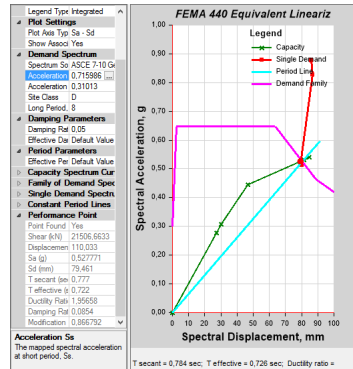 Legend Type Integrated
Plot Settings
Plot Axis Typ Sa - Sd
Show Associ Yes
Demand Spectrum
Spectrum So ASCE 7-10 Ge
Acceleration 0,715986 ...
Acceleration 0,31013
Site Class D
Long Period. 8
Damping Parameters
Damping Rat 0,05
Effective Dar Default Value
Period Parameters
Effective Per Default Value
Capacity Spectrum Cur
Family of Demand Spec
Single Demand Spectru
Constant Period Lines
Performance Point
Point Found Yes
Shear (kN) 21506,6633
Displacemen 110,033
Sa (g) 0,527771
Sd (mm) 79,461
T secant (sec 0,777
T effective (s 0,722
Ductility Rati 1,95658
Damping Rat 0,0854
Modification 0,866792
Acceleration Ss
The mapped spectral acceleration
at short period, Ss.
FEMA 440 Equivalent Lineariz
Legend
Capacity
Single Demand
Period Line
Demand Family
Spectral Acceleration, g
1,00
0,90
0,80
0,70
0,60
0,50
0,40
0,30
0,20
0,10
0,00
0 10 20 30 40 50 60 70 80 90 100
Spectral Displacement, mm
T secant = 0,784 sec; T effective = 0,726 sec; Ductility ratio =